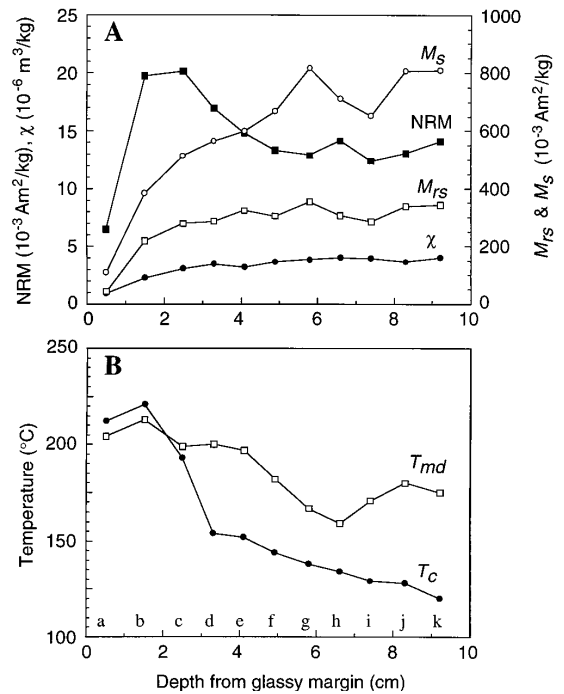 A
25
20
15
10
5
0
NRM (10⁻³ Am²/kg), χ (10⁻⁶ m³/kg)
1000
800
600
400
200
0
Mrs & Ms (10⁻³ Am²/kg)
Ms
NRM
Mrs
χ
0 2 4 6 8 10
B
250
200
150
100
Temperature (°C)
Tmd
Tc
a b c d e f g h i j k
0 2 4 6 8 10
Depth from glassy margin (cm)